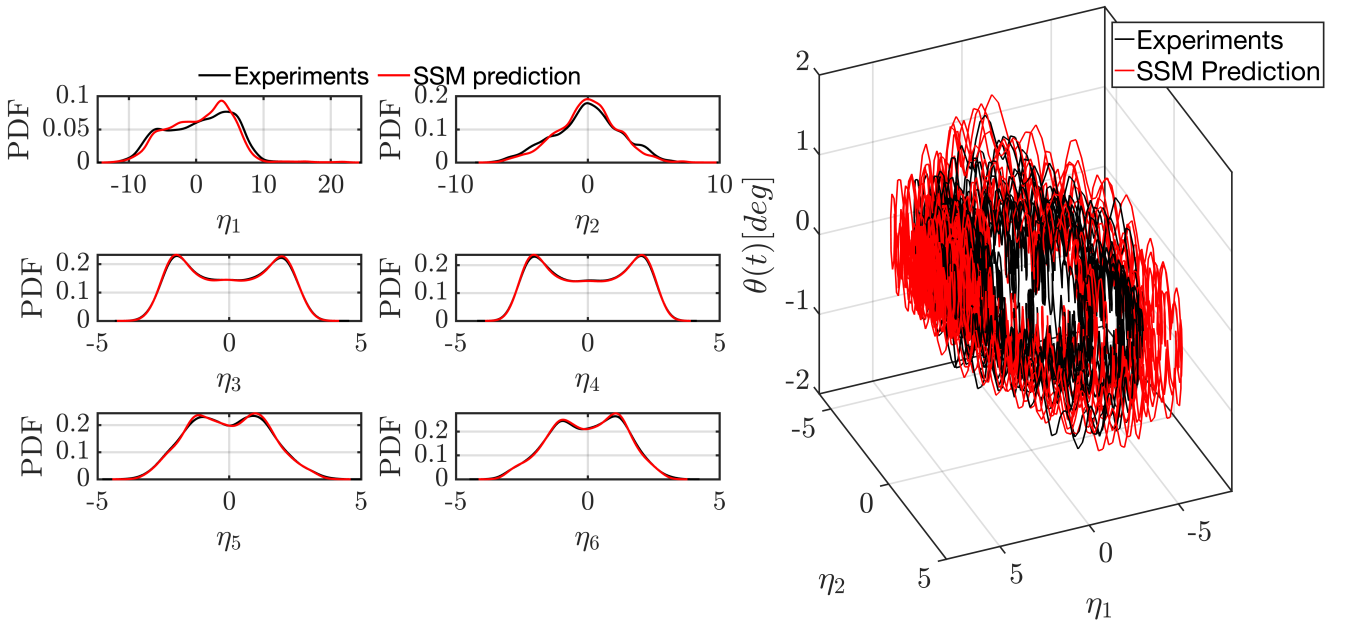 Experiments SSM prediction
PDF 0.1 0.05 0 -10 0 10 20 η1
PDF 0.2 0.1 0 -10 0 10 η2
PDF 0.2 0.1 0 -5 0 5 η3
PDF 0.2 0.1 0 -5 0 5 η4
PDF 0.2 0.1 0 -5 0 5 η5
PDF 0.2 0.1 0 -5 0 5 η6
Experiments
SSM Prediction
θ(t)[deg]
2
1
0
-1
-2
-5
0
5
η2
5
0
-5
η1